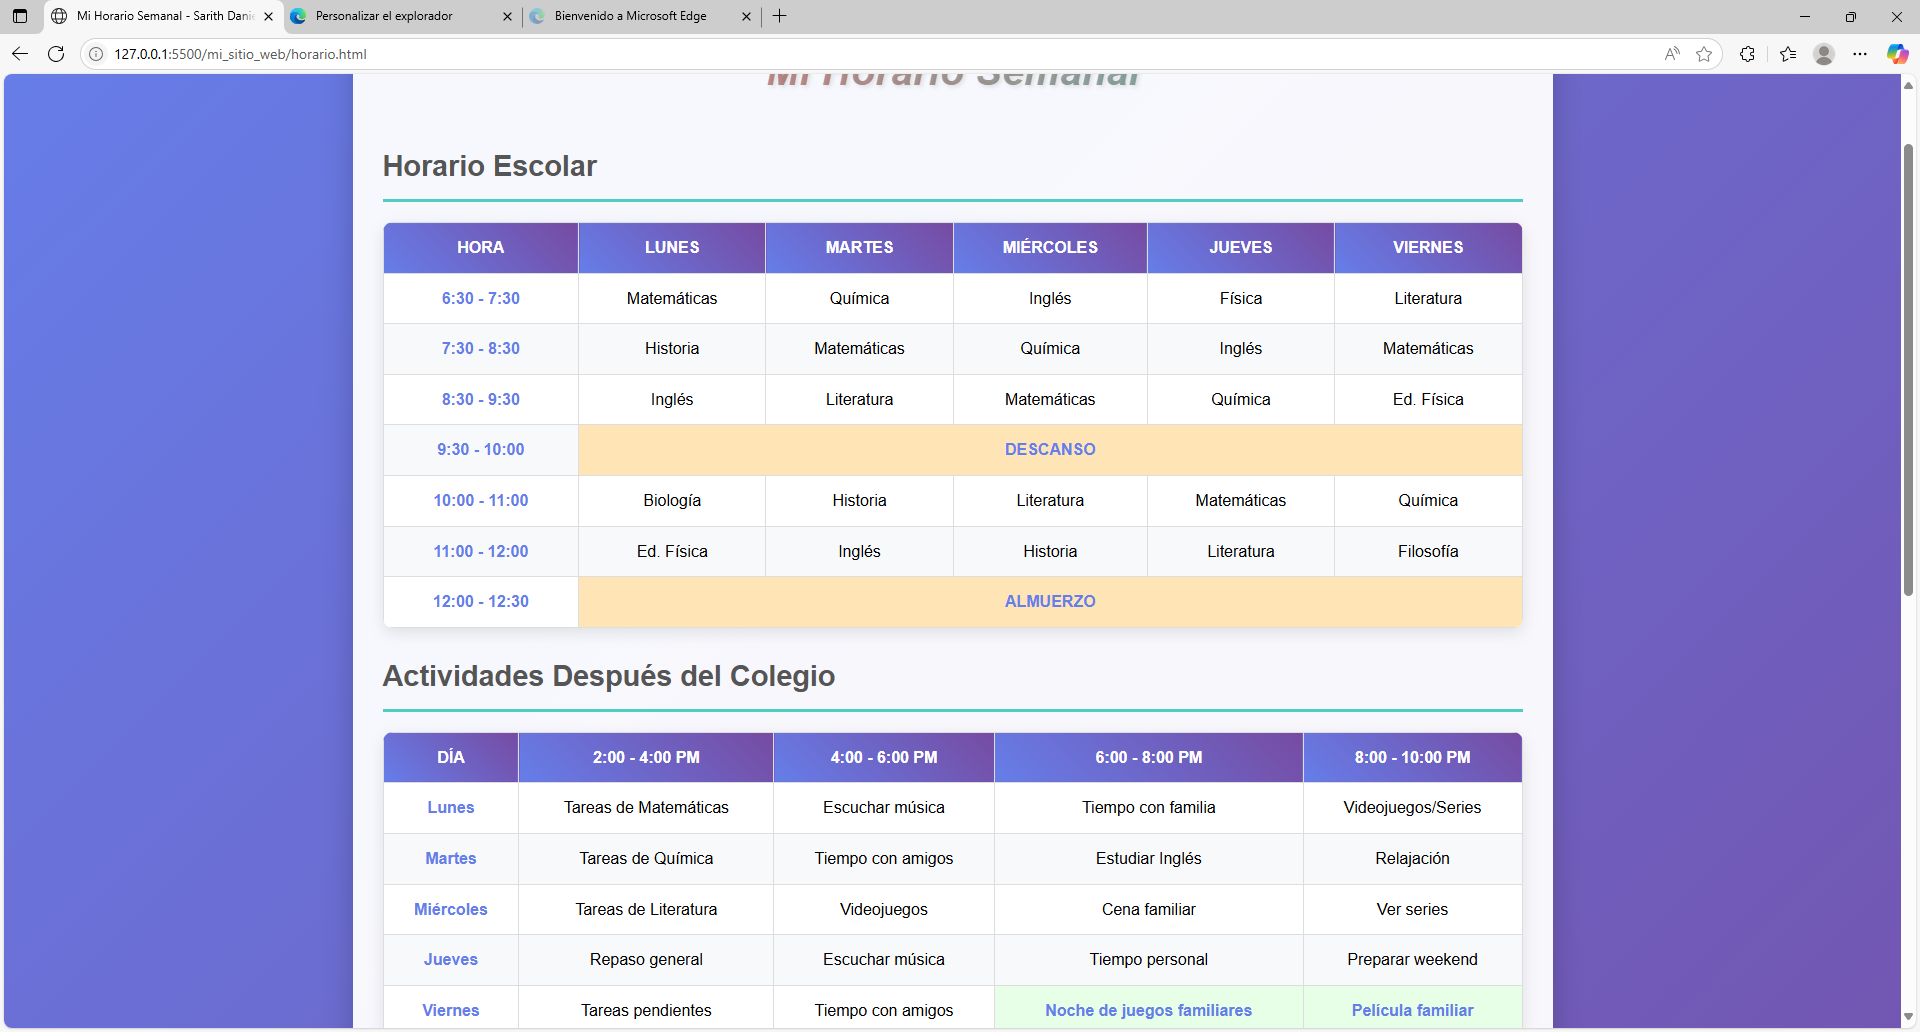 Mi Horario Semanal - Sarith Danie
Personalizar el explorador
Bienvenido a Microsoft Edge
127.0.0.1:5500/mi_sitio_web/horario.html
Mi Horario Semanal
Horario Escolar
HORA LUNES MARTES MIÉRCOLES JUEVES VIERNES
6:30 - 7:30 Matemáticas Química Inglés Física Literatura
7:30 - 8:30 Historia Matemáticas Química Inglés Matemáticas
8:30 - 9:30 Inglés Literatura Matemáticas Química Ed. Física
9:30 - 10:00 DESCANSO
10:00 - 11:00 Biología Historia Literatura Matemáticas Química
11:00 - 12:00 Ed. Física Inglés Historia Literatura Filosofía
12:00 - 12:30 ALMUERZO
Actividades Después del Colegio
DÍA 2:00 - 4:00 PM 4:00 - 6:00 PM 6:00 - 8:00 PM 8:00 - 10:00 PM
Lunes Tareas de Matemáticas Escuchar música Tiempo con familia Videojuegos/Series
Martes Tareas de Química Tiempo con amigos Estudiar Inglés Relajación
Miércoles Tareas de Literatura Videojuegos Cena familiar Ver series
Jueves Repaso general Escuchar música Tiempo personal Preparar weekend
Viernes Tareas pendientes Tiempo con amigos Noche de juegos familiares Película familiar